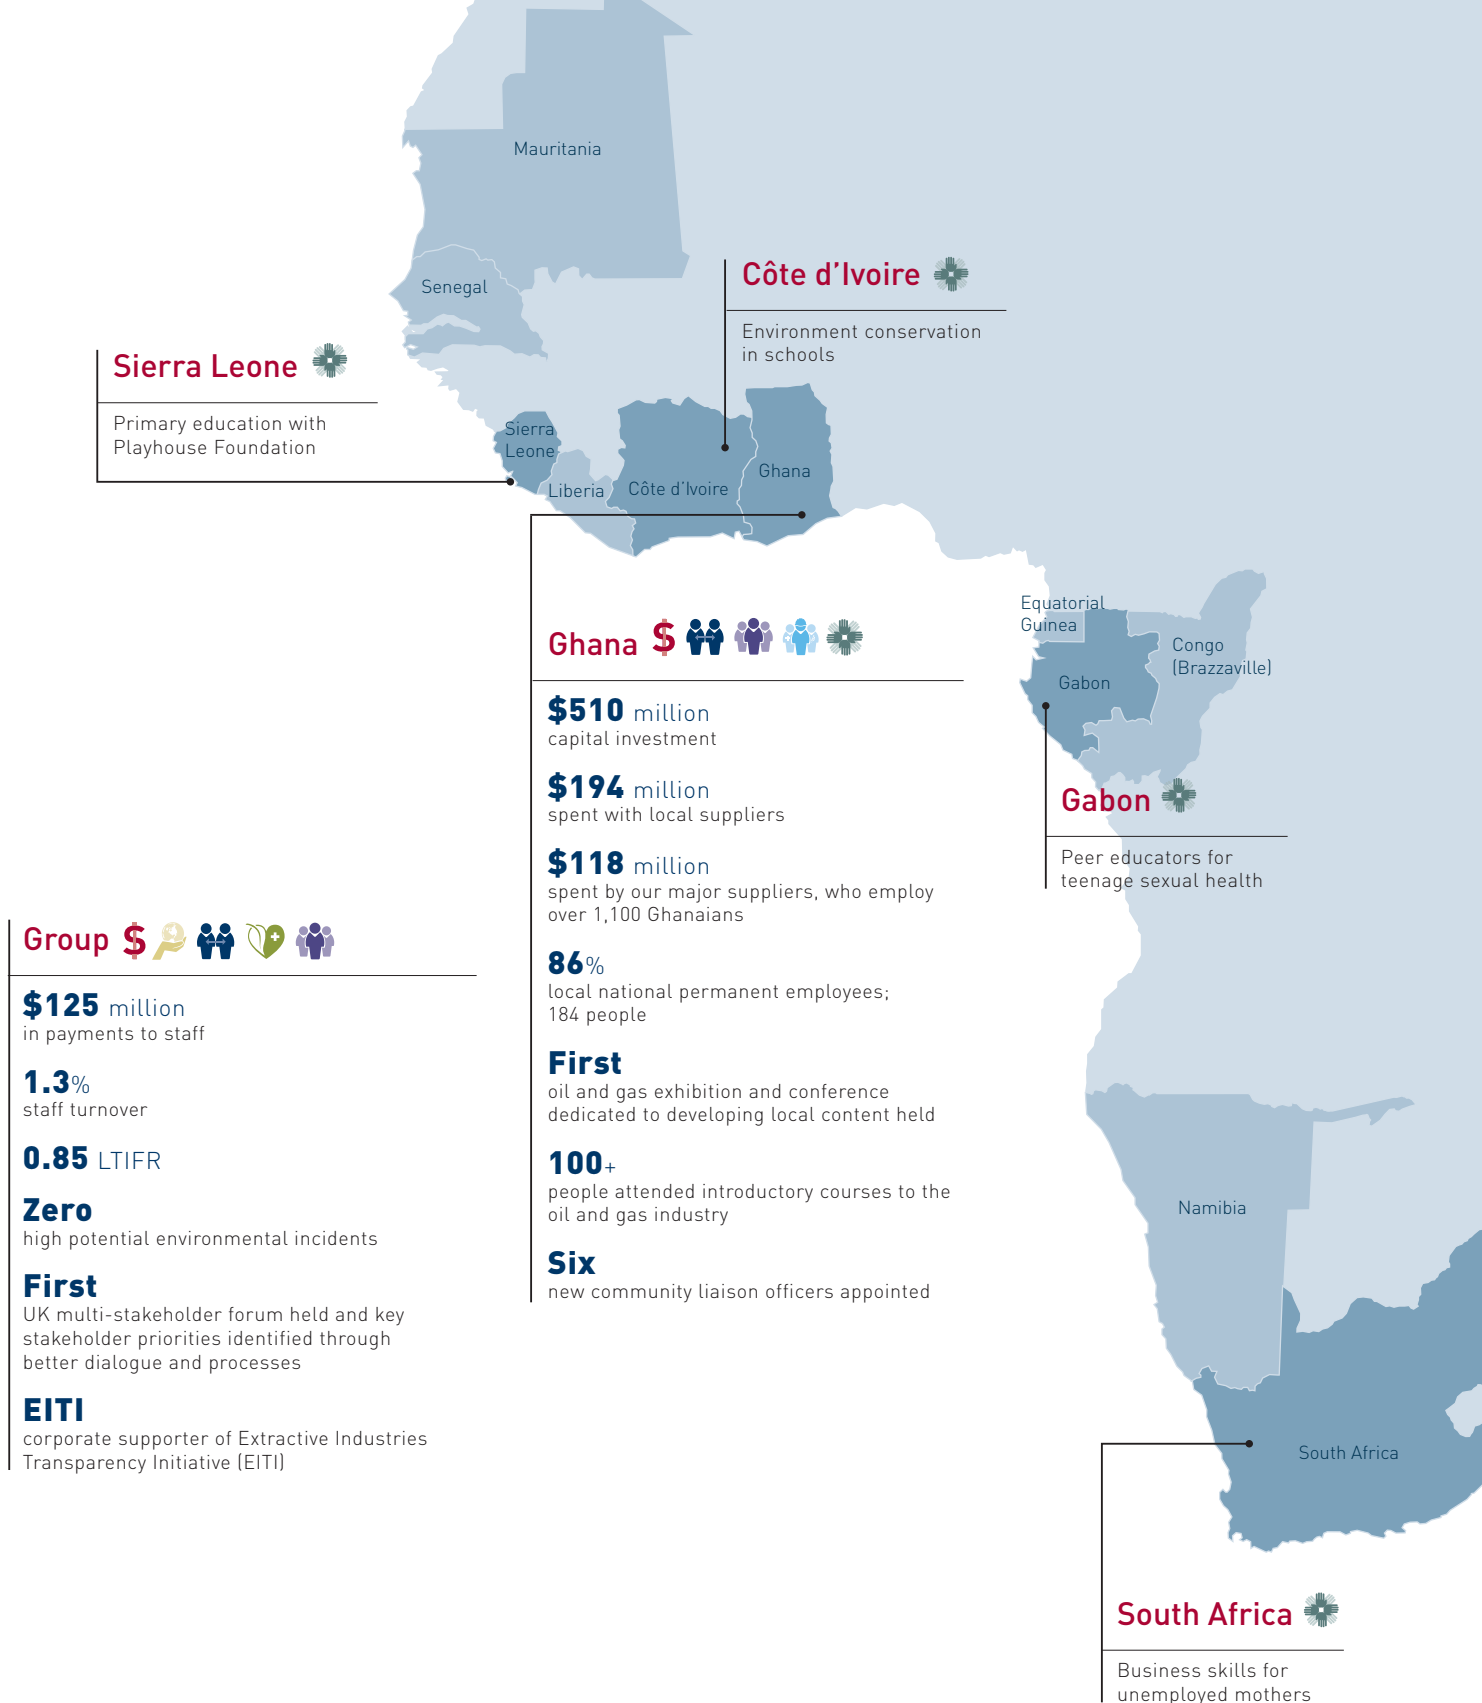 Mauritania
Senegal
Côte d’Ivoire
Environment conservation
in schools
Sierra Leone
Primary education with
Playhouse Foundation
Sierra
Leone
Liberia
Côte d’Ivoire
Ghana
Equatorial
Guinea
Congo
(Brazzaville)
Gabon
Gabon
Peer educators for
teenage sexual health
Ghana
$510 million
capital investment
$194 million
spent with local suppliers
$118 million
spent by our major suppliers, who employ
over 1,100 Ghanaians
86%
local national permanent employees;
184 people
First
oil and gas exhibition and conference
dedicated to developing local content held
100+
people attended introductory courses to the
oil and gas industry
Six
new community liaison officers appointed
Group
$125 million
in payments to staff
1.3%
staff turnover
0.85 LTIFR
Zero
high potential environmental incidents
First
UK multi-stakeholder forum held and key
stakeholder priorities identified through
better dialogue and processes
EITI
corporate supporter of Extractive Industries
Transparency Initiative (EITI)
Namibia
South Africa
South Africa
Business skills for
unemployed mothers